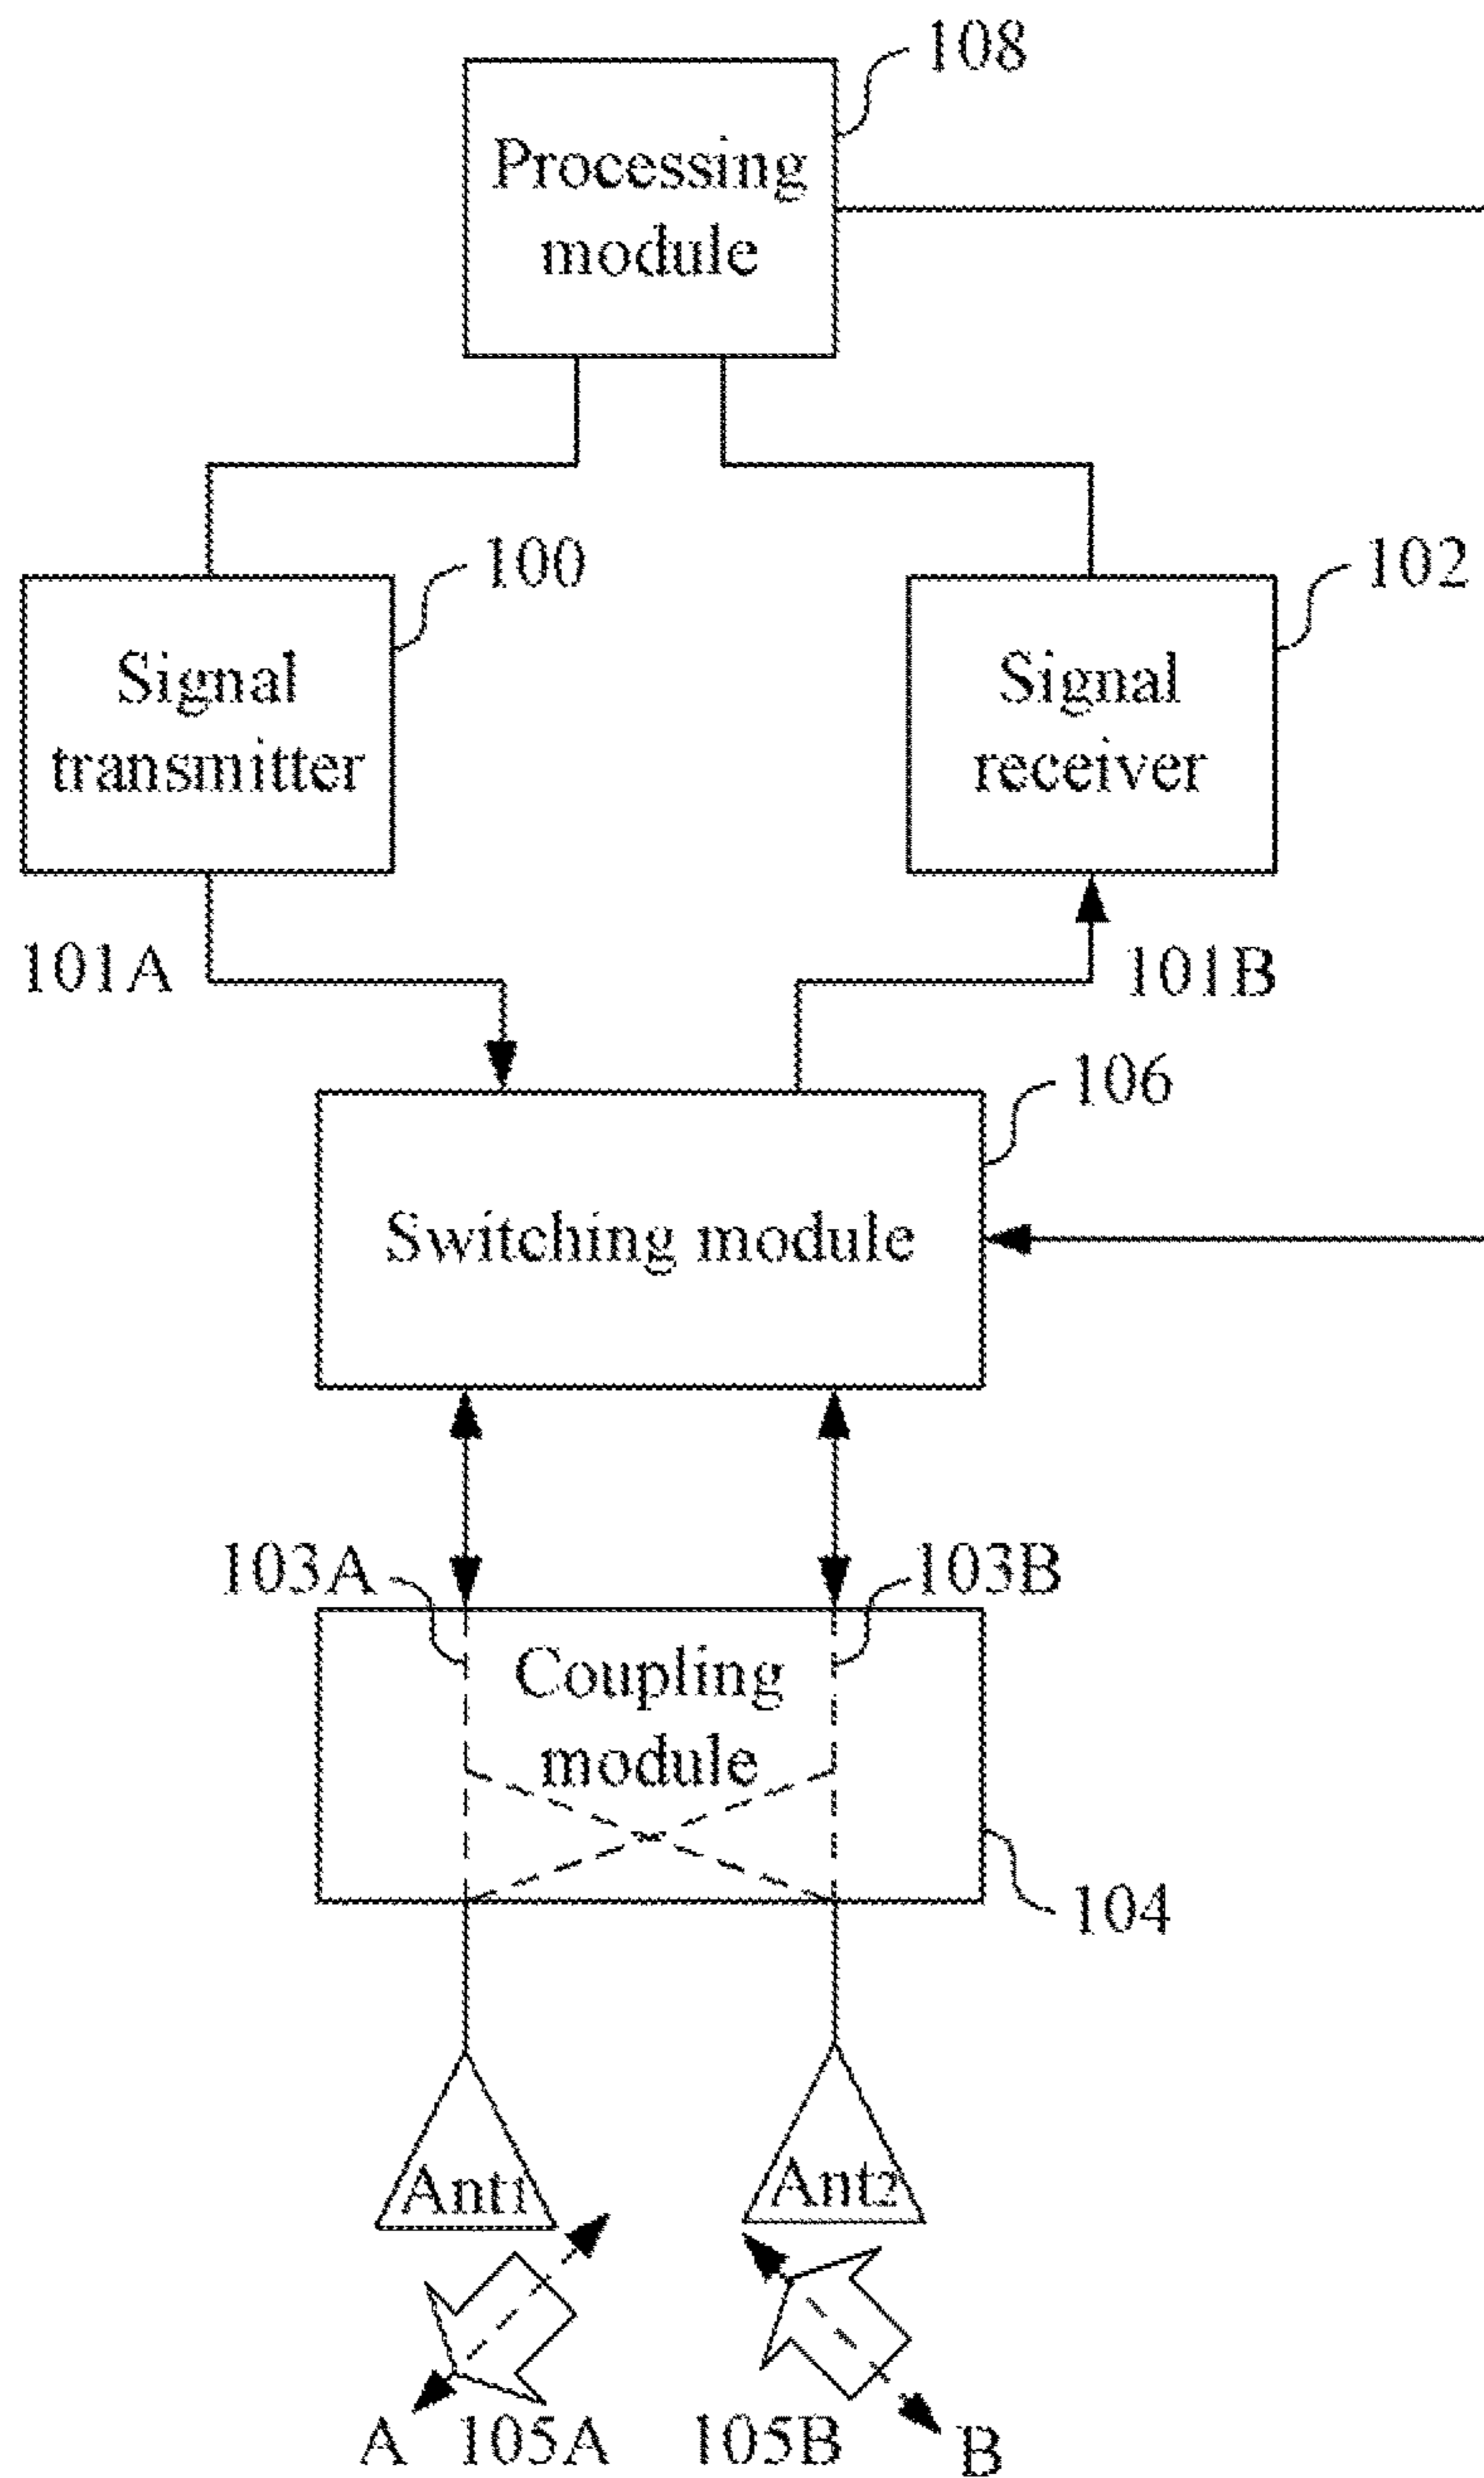 108
Processing
module
100
102
Signal
transmitter
Signal
receiver
101A
101B
106
Switching module
103A
103B
Coupling
module
104
Ant1
Ant2
A
105A
105B
B